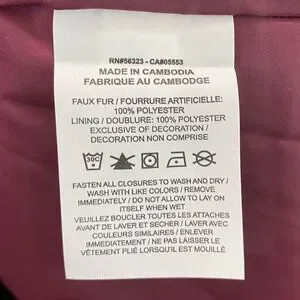 RN#56323 - CA#05553
MADE IN CAMBODIA
FABRIQUE AU CAMBODGE
FAUX FUR / FOURRURE ARTIFICIELLE:
100% POLYESTER
LINING / DOUBLURE: 100% POLYESTER
EXCLUSIVE OF DECORATION /
DECORATION NON COMPRISE
30C
FASTEN ALL CLOSURES TO WASH AND DRY /
WASH WITH LIKE COLORS / REMOVE
IMMEDIATELY / DO NOT ALLOW TO LAY ON
ITSELF WHEN WET
VEUILLEZ BOUCLER TOUTES LES ATTACHES
AVANT DE LAVER ET SECHER / LAVER AVEC
COULEURS SIMILAIRES / ENLEVER
IMMÉDIATEMENT / NE PAS LAISSER LE
VÊTEMENT PLIÉ LORSQU'IL EST MOUILLÉ